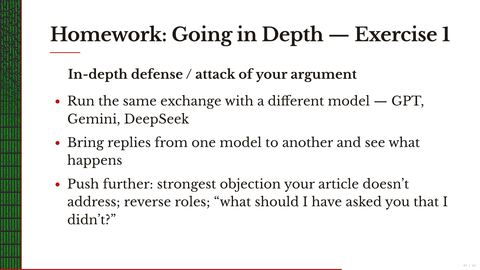 Homework: Going in Depth — Exercise 1
In-depth defense / attack of your argument
• Run the same exchange with a different model — GPT,
Gemini, DeepSeek
• Bring replies from one model to another and see what
happens
• Push further: strongest objection your article doesn’t
address; reverse roles; “what should I have asked you that I
didn’t?”